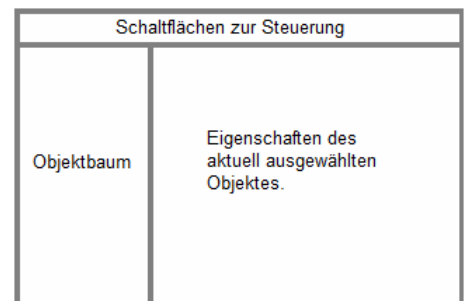 Schaltflächen zur Steuerung
Objektbaum
Eigenschaften des
aktuell ausgewählten
Objektes.